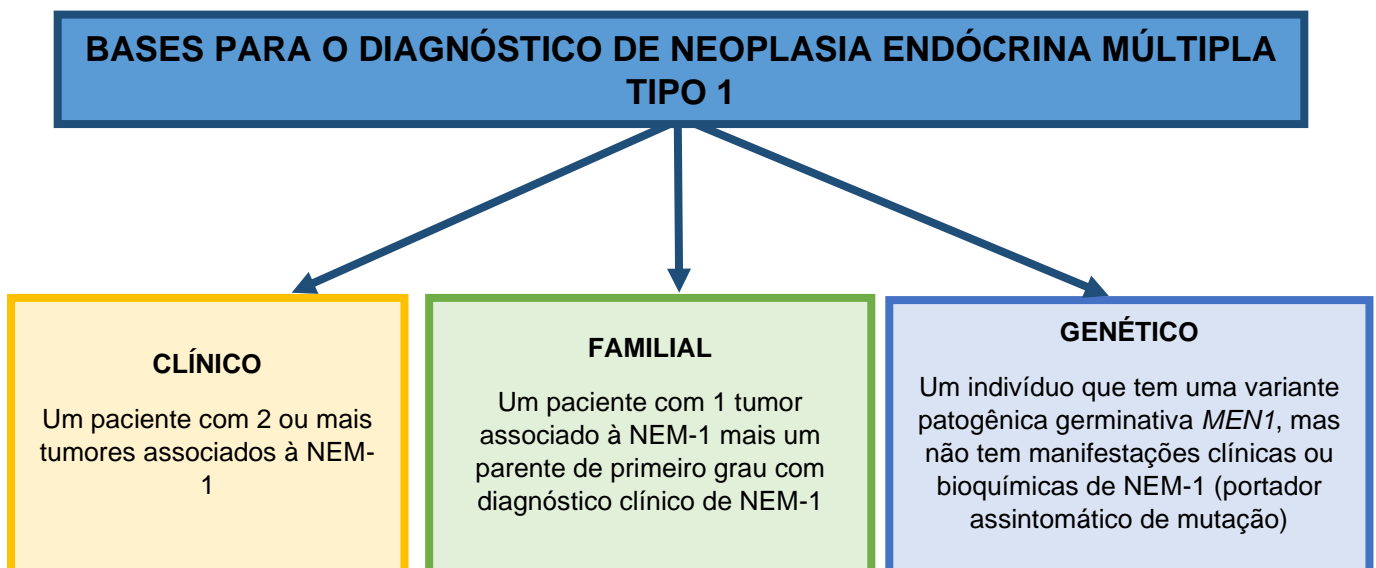 BASES PARA O DIAGNÓSTICO DE NEOPLASIA ENDÓCRINA MÚLTIPLA
TIPO 1
CLÍNICO
Um paciente com 2 ou mais
tumores associados à NEM-
1
FAMILIAL
Um paciente com 1 tumor
associado à NEM-1 mais um
parente de primeiro grau com
diagnóstico clínico de NEM-1
GENÉTICO
Um indivíduo que tem uma variante
patogênica germinativa MEN1, mas
não tem manifestações clínicas ou
bioquímicas de NEM-1 (portador
assintomático de mutação)